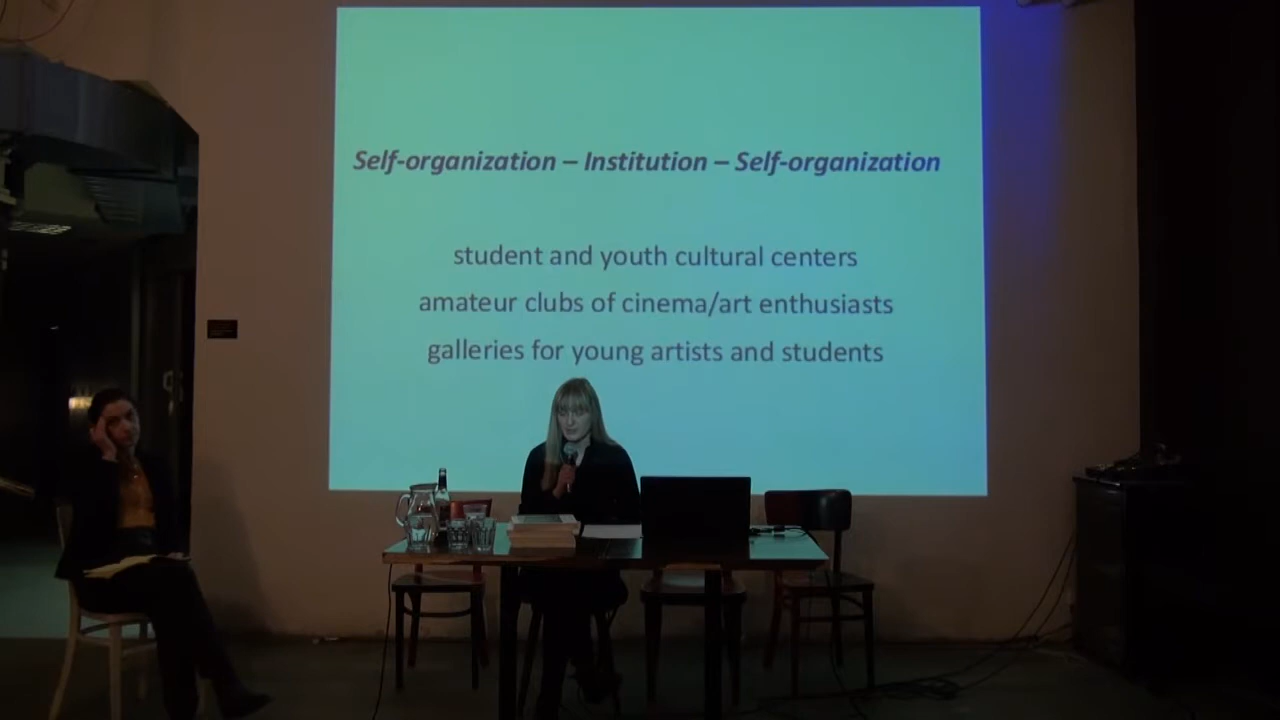 Self-organization – Institution – Self-organization
student and youth cultural centers
amateur clubs of cinema/art enthusiasts
galleries for young artists and students